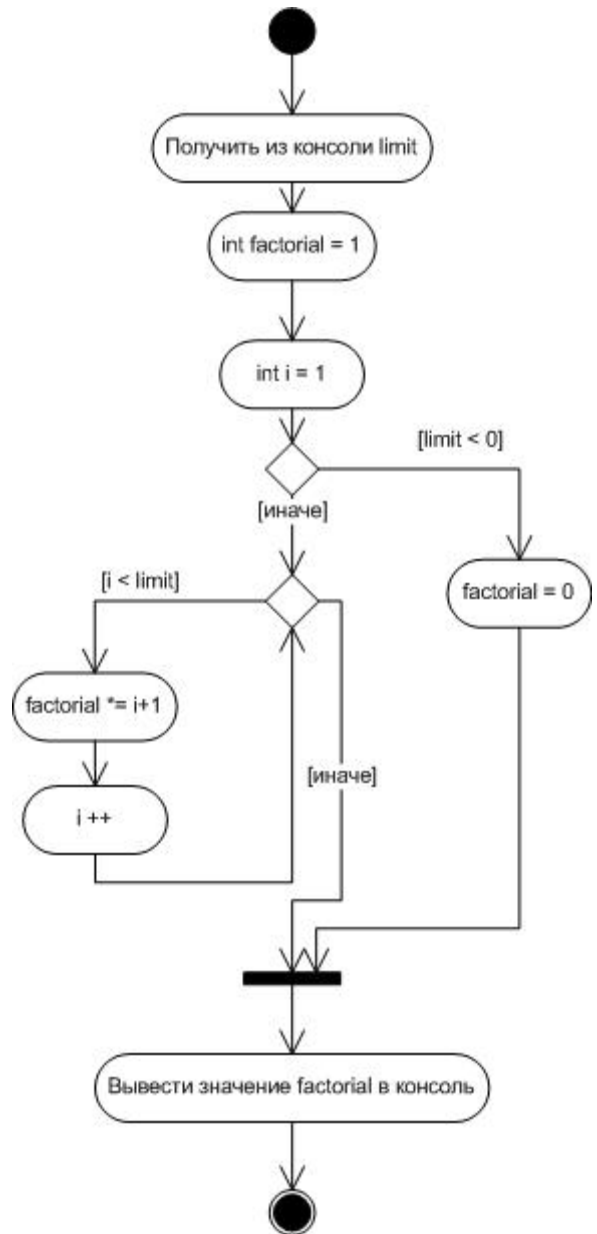 Получить из консоли limit
int factorial = 1
int i = 1
[limit < 0]
[иначе]
[i < limit]
factorial = 0
factorial *= i+1
[иначе]
i ++
Вывести значение factorial в консоль